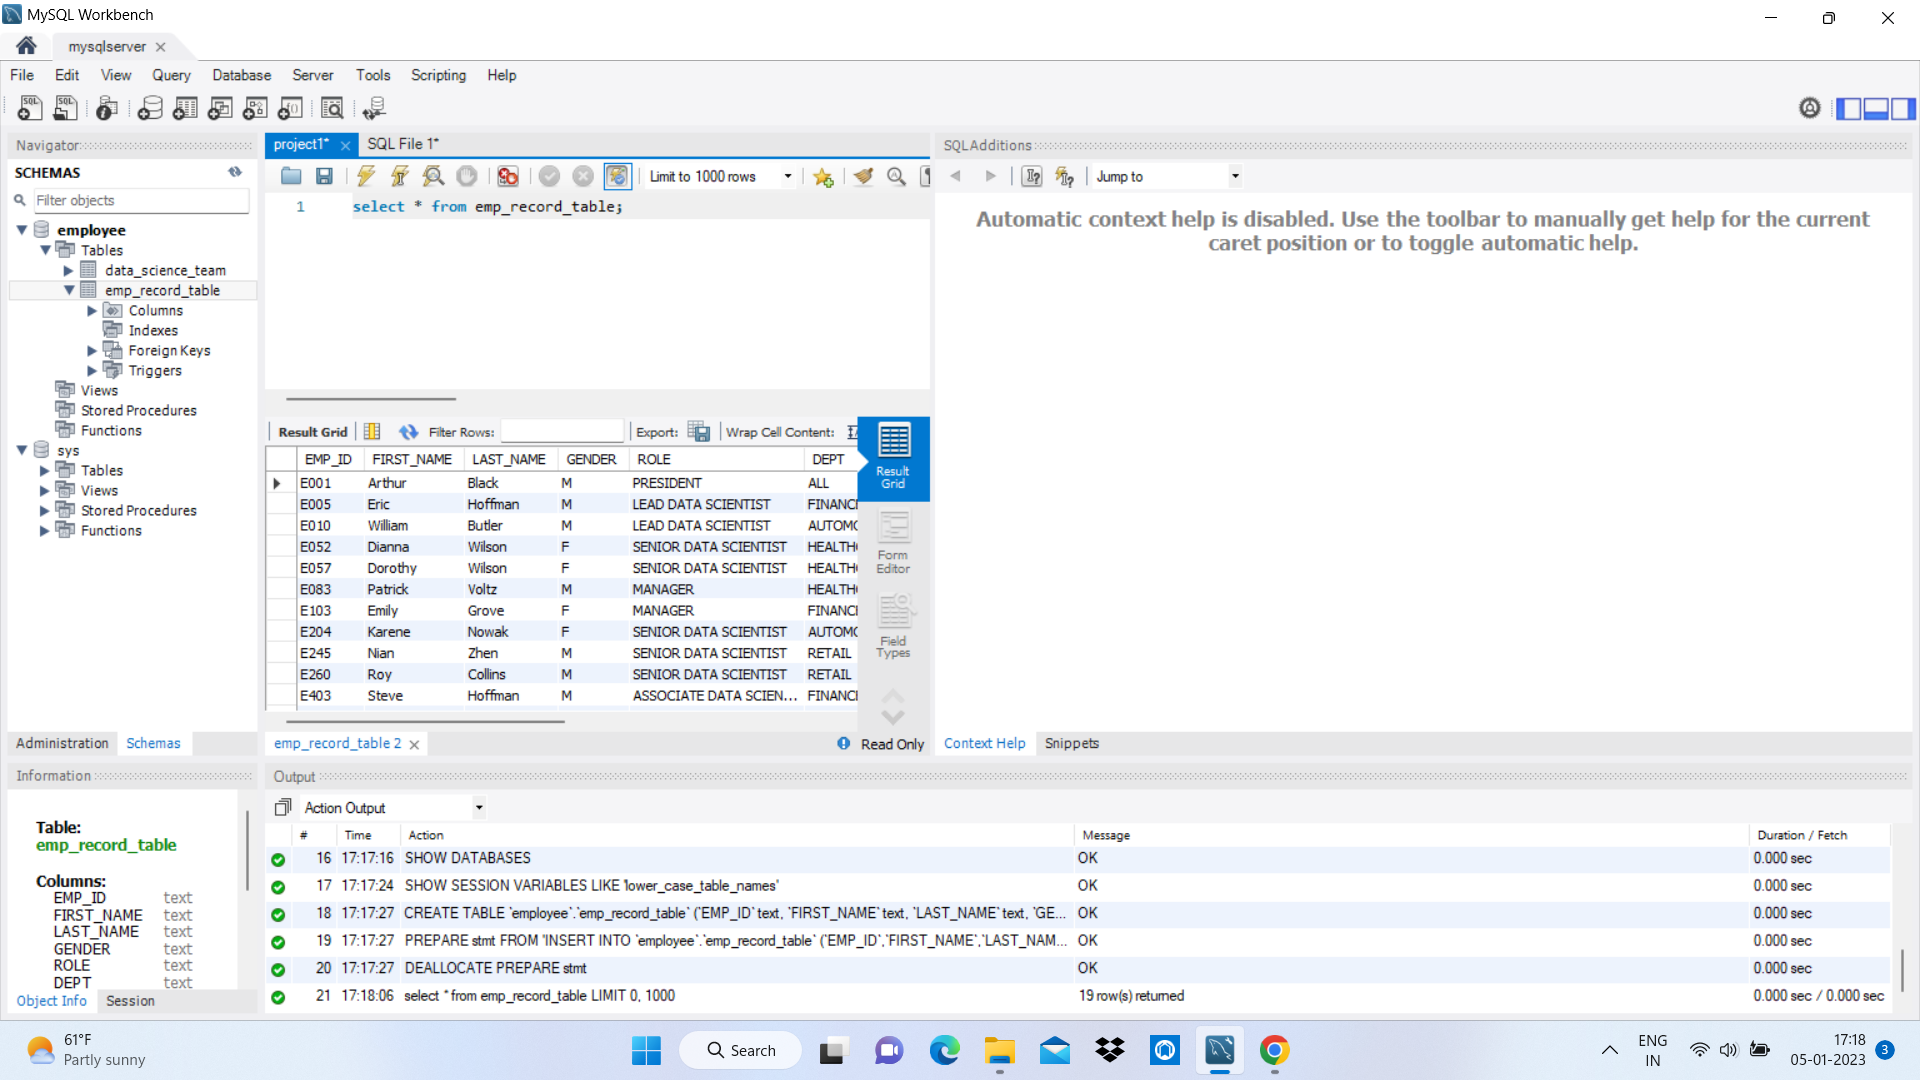 MySQL Workbench
mysqlserver
File Edit View Query Database Server Tools Scripting Help
Navigator
SCHEMAS
Filter objects
employee
Tables
data_science_team
emp_record_table
Columns
Indexes
Foreign Keys
Triggers
Views
Stored Procedures
Functions
sys
Tables
Views
Stored Procedures
Functions
Administration Schemas
project1* SQL File 1*
Limit to 1000 rows
1 select * from emp_record_table;
Result Grid Filter Rows: Export: Wrap Cell Content:
EMP_ID FIRST_NAME LAST_NAME GENDER ROLE DEPT
E001 Arthur Black M PRESIDENT ALL
E005 Eric Hoffman M LEAD DATA SCIENTIST FINANC
E010 William Butler M LEAD DATA SCIENTIST AUTOMO
E052 Dianna Wilson F SENIOR DATA SCIENTIST HEALTH
E057 Dorothy Wilson F SENIOR DATA SCIENTIST HEALTH
E083 Patrick Voltz M MANAGER HEALTH
E103 Emily Grove F MANAGER FINANC
E204 Karene Nowak F SENIOR DATA SCIENTIST AUTOMO
E245 Nian Zhen M SENIOR DATA SCIENTIST RETAIL
E260 Roy Collins M SENIOR DATA SCIENTIST RETAIL
E403 Steve Hoffman M ASSOCIATE DATA SCIEN... FINANC
Result
Grid
Form
Editor
Field
Types
emp_record_table 2 Read Only
SQLAdditions
Jump to
Automatic context help is disabled. Use the toolbar to manually get help for the current
caret position or to toggle automatic help.
Context Help Snippets
Information
Table:
emp_record_table
Columns:
EMP_ID text
FIRST_NAME text
LAST_NAME text
GENDER text
ROLE text
DEPT text
Object Info Session
Output
Action Output
# Time Action Message Duration / Fetch
16 17:17:16 SHOW DATABASES OK 0.000 sec
17 17:17:24 SHOW SESSION VARIABLES LIKE 'lower_case_table_names' OK 0.000 sec
18 17:17:27 CREATE TABLE `employee`.`emp_record_table` (`EMP_ID` text, `FIRST_NAME` text, `LAST_NAME` text, `GE... OK 0.000 sec
19 17:17:27 PREPARE stmt FROM 'INSERT INTO `employee`.`emp_record_table` (`EMP_ID`,`FIRST_NAME`,`LAST_NAM... OK 0.000 sec
20 17:17:27 DEALLOCATE PREPARE stmt OK 0.000 sec
21 17:18:06 select * from emp_record_table LIMIT 0, 1000 19 row(s) returned 0.000 sec / 0.000 sec
61°F
Partly sunny
Search
ENG
IN
17:18
05-01-2023
3